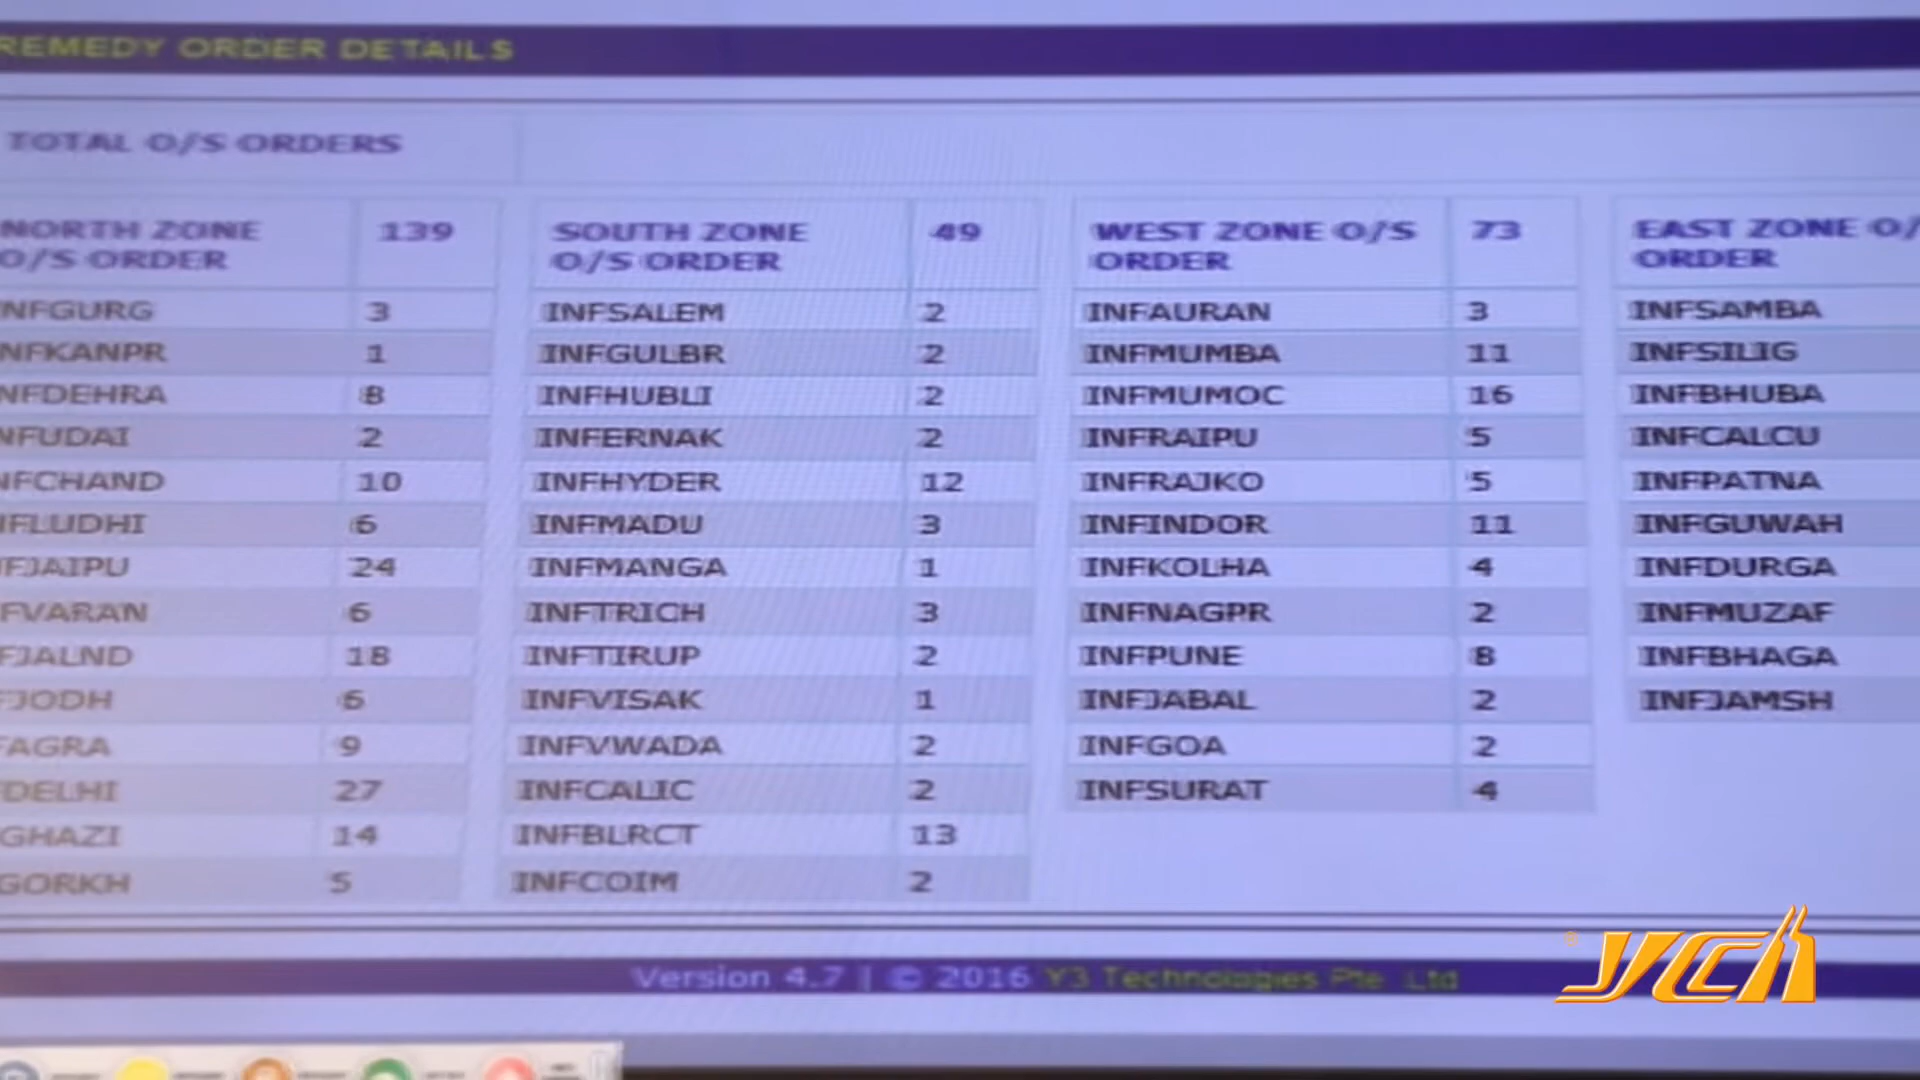 REMEDY ORDER DETAILS
TOTAL O/S ORDERS
NORTH ZONE O/S ORDER 139
NFGURG 3
NFKANPR 1
NFDEHRA 8
NFUDAI 2
NFCHAND 10
FLUDHI 6
FJAIPU 24
FVARAN 6
FJALND 18
FJODH 6
FAGRA 9
DELHI 27
GHAZI 14
GORKH 5
SOUTH ZONE O/S ORDER 49
INFSALEM 2
INFGULBR 2
INFHUBLI 2
INFERNAK 2
INFHYDER 12
INFMADU 3
INFMANGA 1
INFTRICH 3
INFTIRUP 2
INFVISAK 1
INFVWADA 2
INFCALIC 2
INFBLRCT 13
INFCOIM 2
WEST ZONE O/S ORDER 73
INFAURAN 3
INFMUMBA 11
INFMUMOC 16
INFRAIPU 5
INFRAJKO 5
INFINDOR 11
INFKOLHA 4
INFNAGPR 2
INFPUNE 8
INFJABAL 2
INFGOA 2
INFSURAT 4
EAST ZONE O/ ORDER
INFSAMBA
INFSILIG
INFBHUBA
INFCALCU
INFPATNA
INFGUWAH
INFDURGA
INFMUZAF
INFBHAGA
INFJAMSH
Version 4.7 | © 2016 Y3 Technologies Pte Ltd
YCH